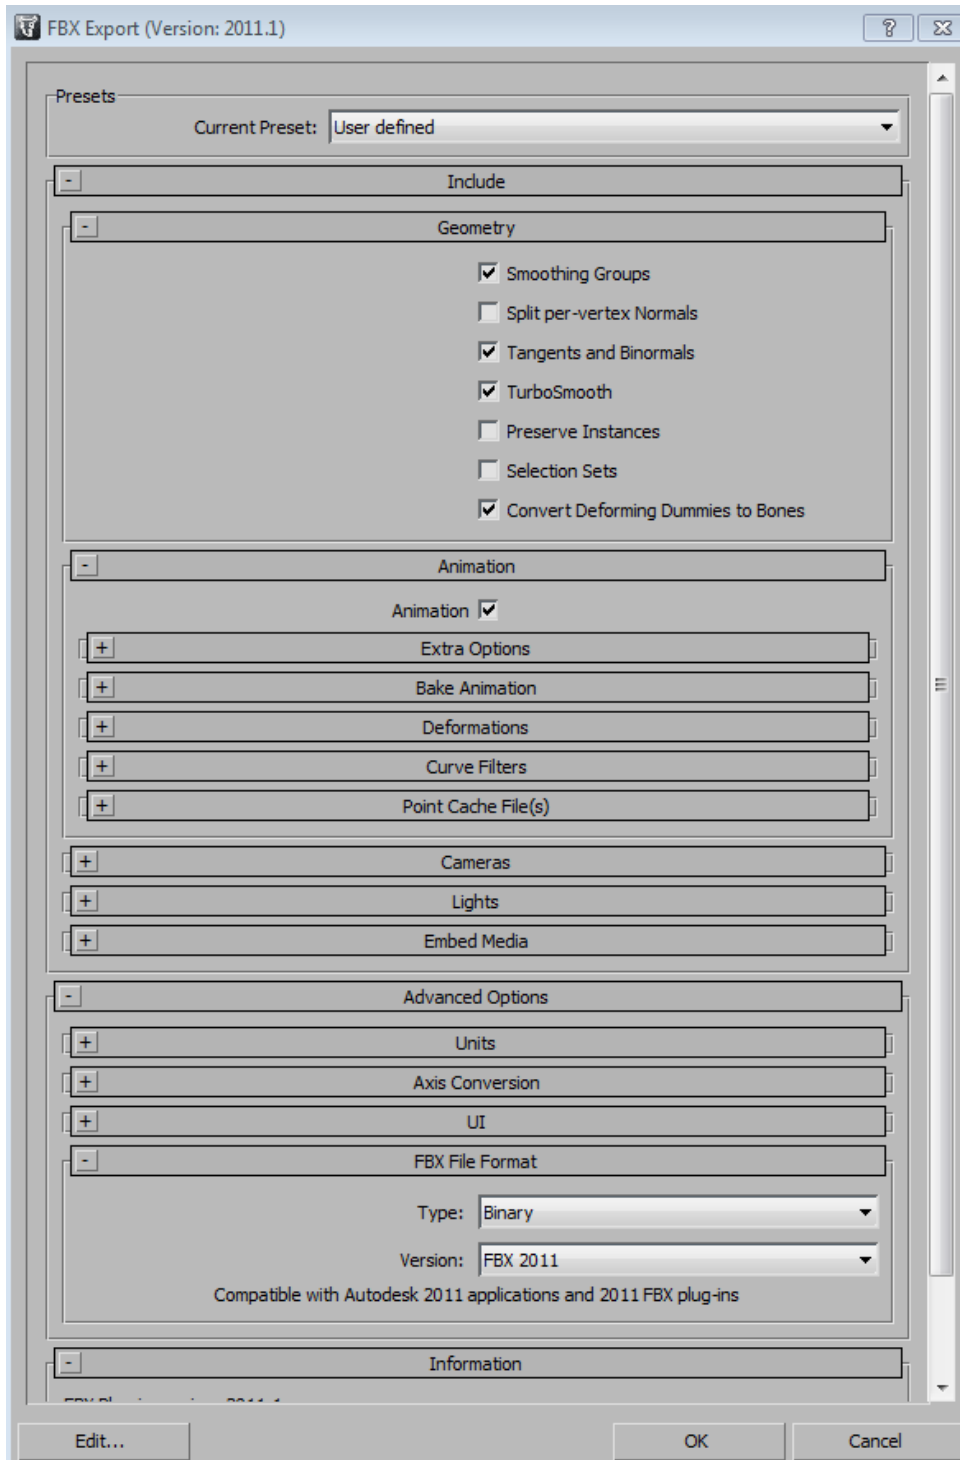 FBX Export (Version: 2011.1)
Presets
Current Preset: User defined
Include
Geometry
Smoothing Groups
Split per-vertex Normals
Tangents and Binormals
TurboSmooth
Preserve Instances
Selection Sets
Convert Deforming Dummies to Bones
Animation
Animation
Extra Options
Bake Animation
Deformations
Curve Filters
Point Cache File(s)
Cameras
Lights
Embed Media
Advanced Options
Units
Axis Conversion
UI
FBX File Format
Type: Binary
Version: FBX 2011
Compatible with Autodesk 2011 applications and 2011 FBX plug-ins
Information
Edit... OK Cancel